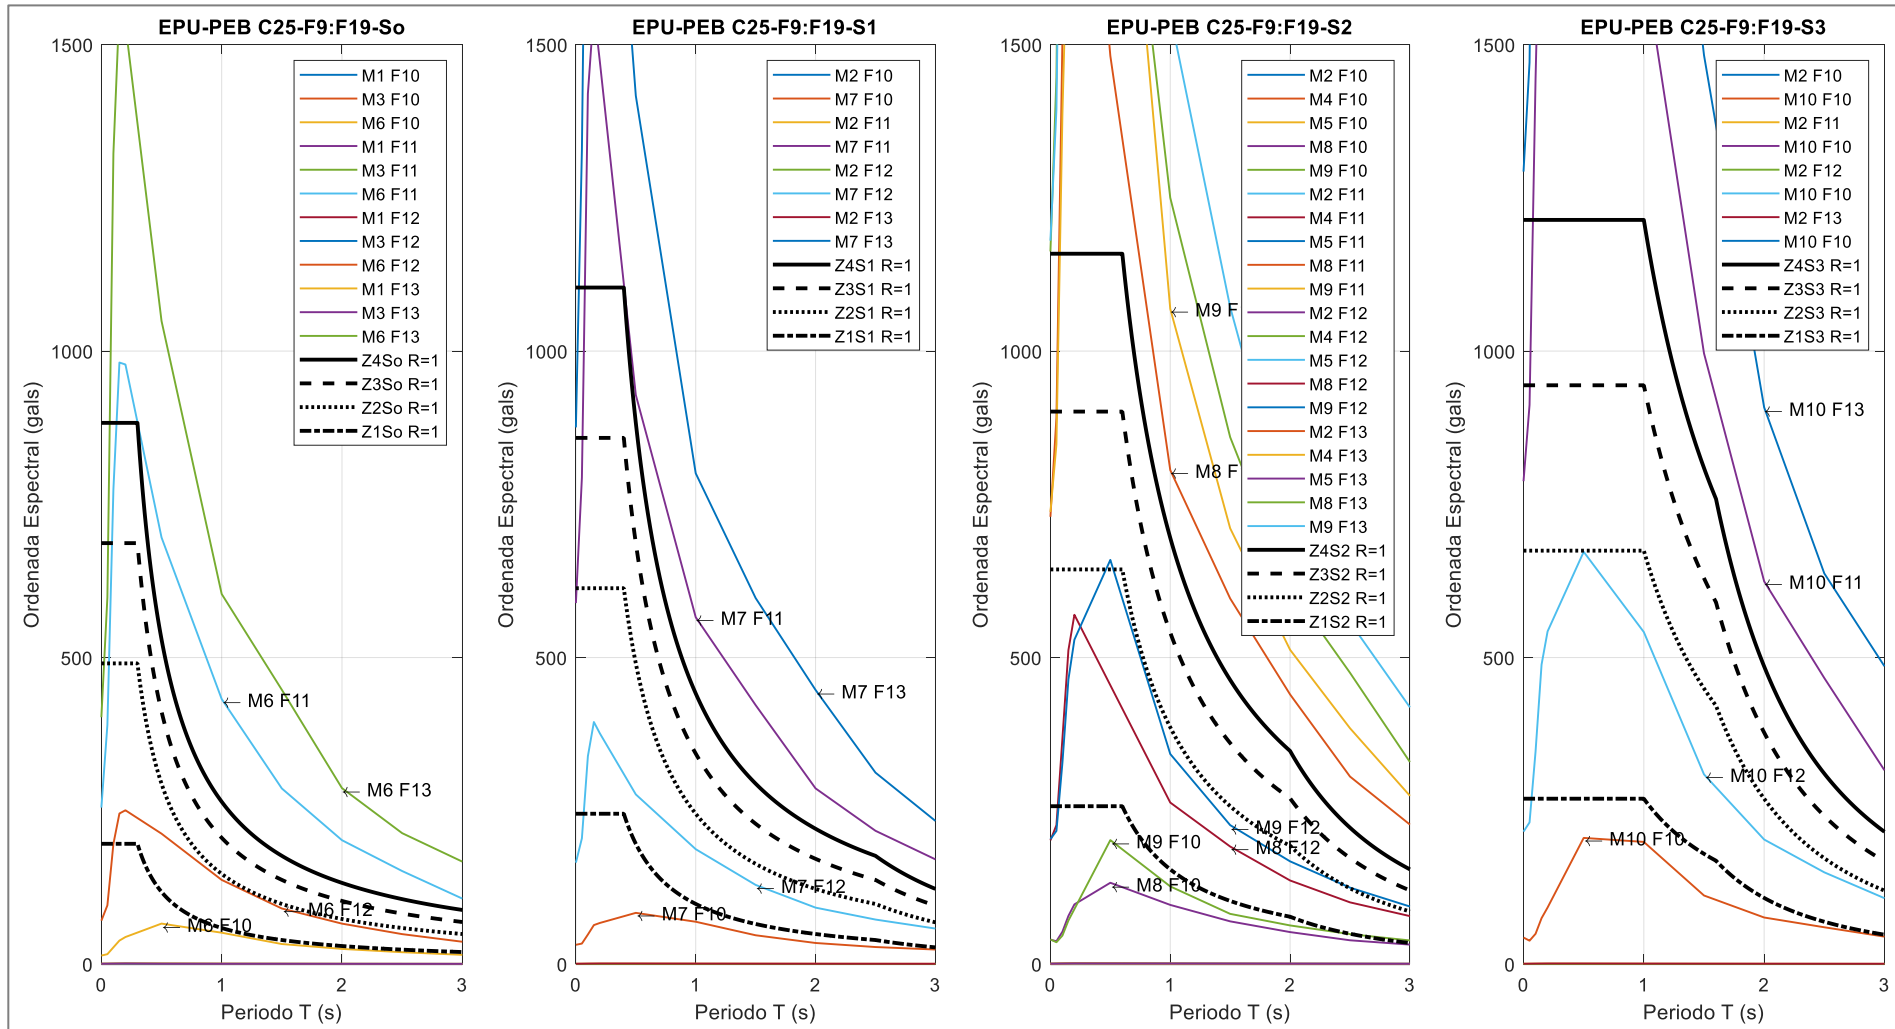 EPU-PEB C25-F9:F19-So
1500
1000
500
0
Ordenada Espectral (gals)
M1 F10
M3 F10
M6 F10
M1 F11
M3 F11
M6 F11
M1 F12
M3 F12
M6 F12
M1 F13
M3 F13
M6 F13
Z4So R=1
Z3So R=1
Z2So R=1
Z1So R=1
← M6 F11
← M6 F13
← M6 F12
← M6 F10
0 1 2 3
Periodo T (s)
EPU-PEB C25-F9:F19-S1
1500
1000
500
0
Ordenada Espectral (gals)
M2 F10
M7 F10
M2 F11
M7 F11
M2 F12
M7 F12
M2 F13
M7 F13
Z4S1 R=1
Z3S1 R=1
Z2S1 R=1
Z1S1 R=1
← M7 F11
← M7 F13
← M7 F12
← M7 F10
0 1 2 3
Periodo T (s)
EPU-PEB C25-F9:F19-S2
1500
1000
500
0
Ordenada Espectral (gals)
M2 F10
M4 F10
M5 F10
M8 F10
M9 F10
M2 F11
M4 F11
M5 F11
M8 F11
M9 F11
M2 F12
M4 F12
M5 F12
M8 F12
M9 F12
M2 F13
M4 F13
M5 F13
M8 F13
M9 F13
Z4S2 R=1
Z3S2 R=1
Z2S2 R=1
Z1S2 R=1
← M9 F
← M8 F
← M9 F12
← M8 F12
← M9 F10
← M8 F10
0 1 2 3
Periodo T (s)
EPU-PEB C25-F9:F19-S3
1500
1000
500
0
Ordenada Espectral (gals)
M2 F10
M10 F10
M2 F11
M10 F10
M2 F12
M10 F10
M2 F13
M10 F10
Z4S3 R=1
Z3S3 R=1
Z2S3 R=1
Z1S3 R=1
← M10 F13
← M10 F11
← M10 F12
← M10 F10
0 1 2 3
Periodo T (s)